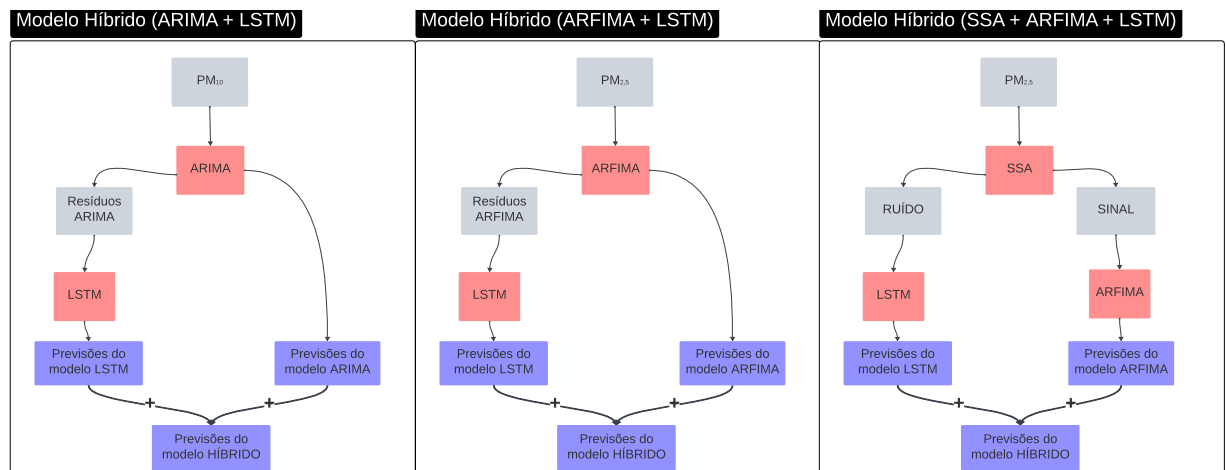 Modelo Híbrido (ARIMA + LSTM)
PM10
ARIMA
Resíduos
ARIMA
LSTM
Previsões do
modelo LSTM
Previsões do
modelo ARIMA
+
+
Previsões do
modelo HÍBRIDO
Modelo Híbrido (ARFIMA + LSTM)
PM2,5
ARFIMA
Resíduos
ARFIMA
LSTM
Previsões do
modelo LSTM
Previsões do
modelo ARFIMA
+
+
Previsões do
modelo HÍBRIDO
Modelo Híbrido (SSA + ARFIMA + LSTM)
PM2,5
SSA
RUÍDO
SINAL
LSTM
ARFIMA
Previsões do
modelo LSTM
Previsões do
modelo ARFIMA
+
+
Previsões do
modelo HÍBRIDO